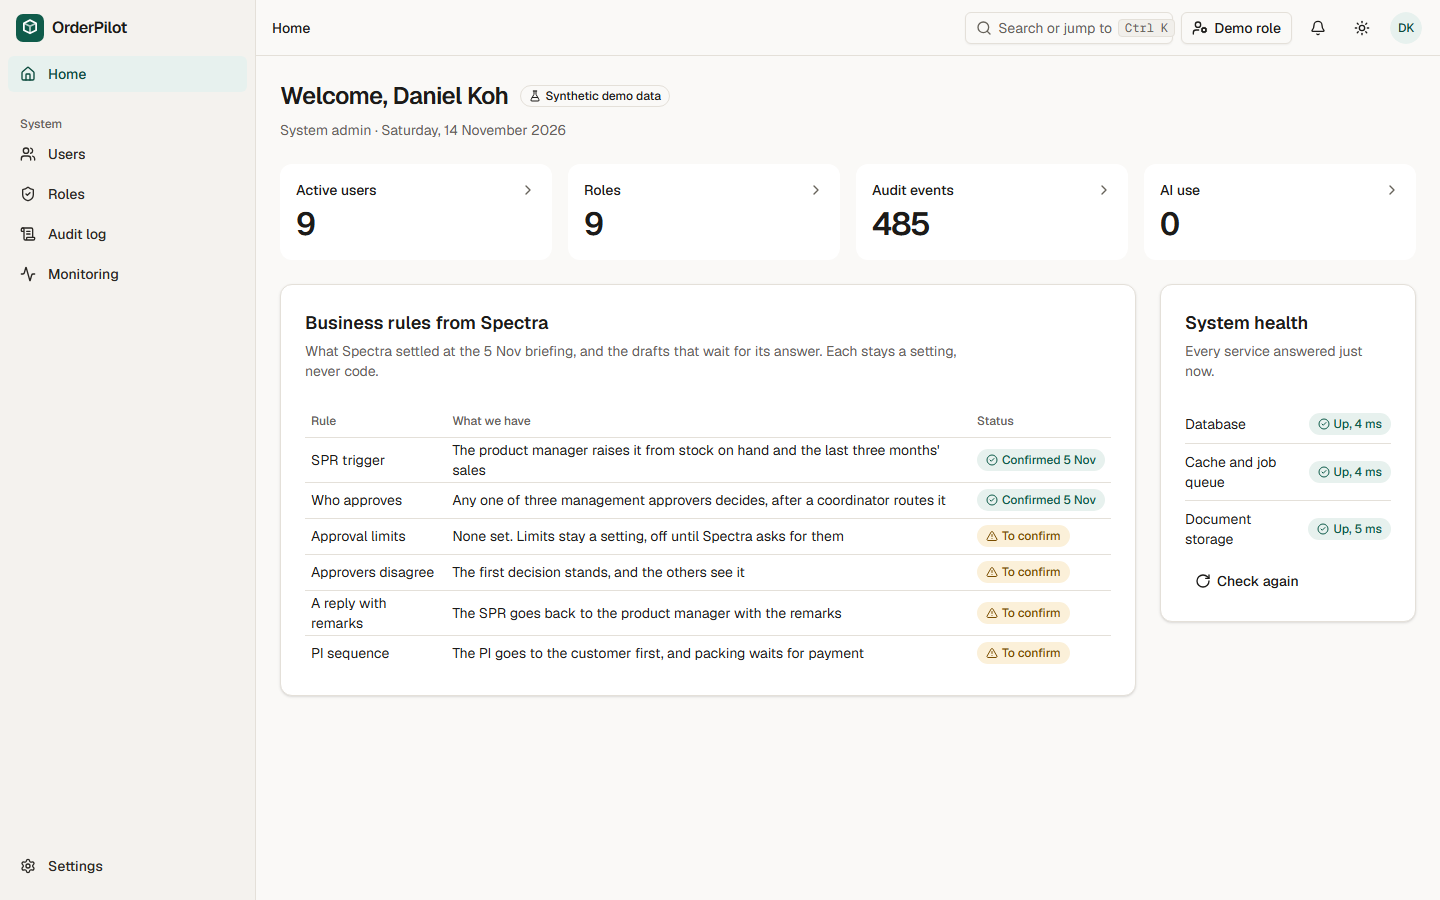 OrderPilot
Home
Search or jump to Ctrl K
Demo role
DK
Home
System
Users
Roles
Audit log
Monitoring
Settings
Welcome, Daniel Koh
Synthetic demo data
System admin · Saturday, 14 November 2026
Active users
9
Roles
9
Audit events
485
AI use
0
Business rules from Spectra
What Spectra settled at the 5 Nov briefing, and the drafts that wait for its answer. Each stays a setting,
never code.
Rule What we have Status
SPR trigger The product manager raises it from stock on hand and the last three months'
sales Confirmed 5 Nov
Who approves Any one of three management approvers decides, after a coordinator routes it Confirmed 5 Nov
Approval limits None set. Limits stay a setting, off until Spectra asks for them To confirm
Approvers disagree The first decision stands, and the others see it To confirm
A reply with
remarks The SPR goes back to the product manager with the remarks To confirm
PI sequence The PI goes to the customer first, and packing waits for payment To confirm
System health
Every service answered just
now.
Database Up, 4 ms
Cache and job
queue Up, 4 ms
Document
storage Up, 5 ms
Check again